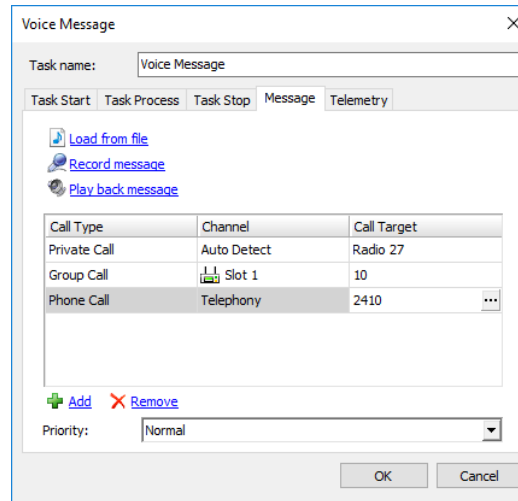 Voice Message
Task name: Voice Message
Task Start Task Process Task Stop Message Telemetry
Load from file
Record message
Play back message
Call Type Channel Call Target
Private Call Auto Detect Radio 27
Group Call Slot 1 10
Phone Call Telephony 2410 ...
Add Remove
Priority: Normal
OK Cancel